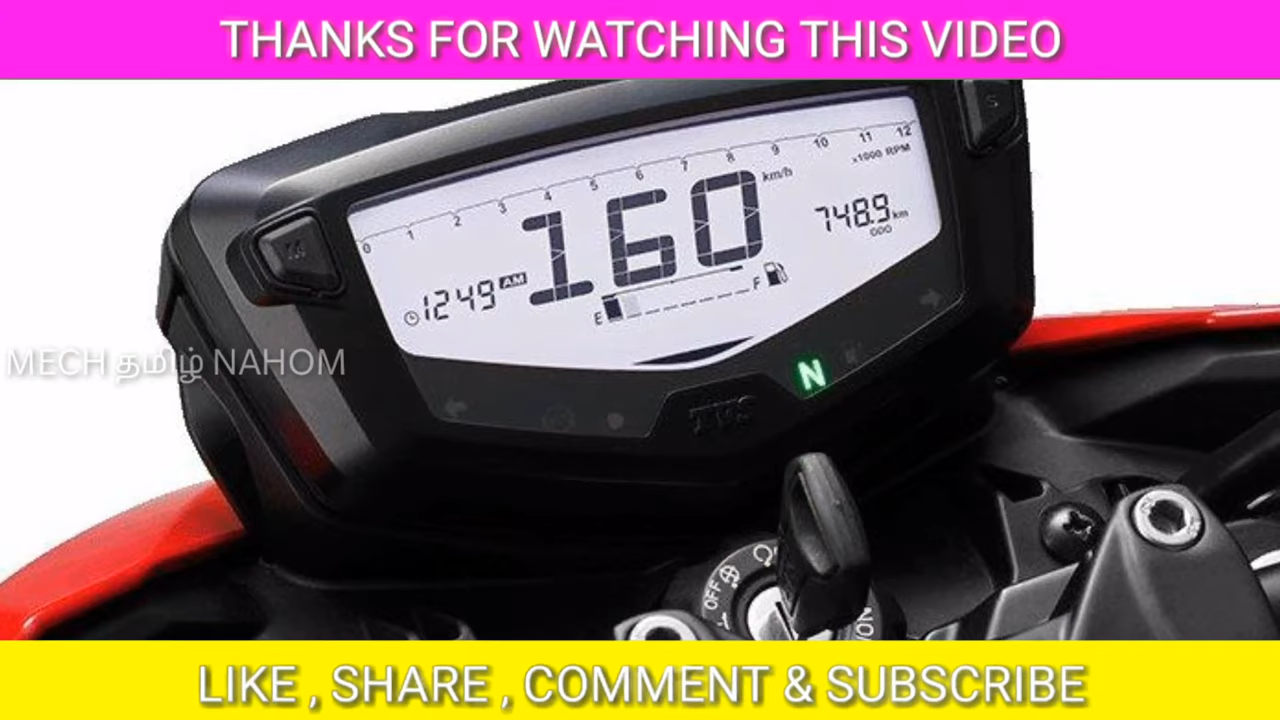 THANKS FOR WATCHING THIS VIDEO
S
0 1 2 3 4 5 6 7 8 9 10 11 12
x1000 RPM
160 km/h
748.9 km
ODO
12 49 AM
E F
M
MECH தமிழ் NAHOM
N
TVS
OFF
ON
LIKE , SHARE , COMMENT & SUBSCRIBE